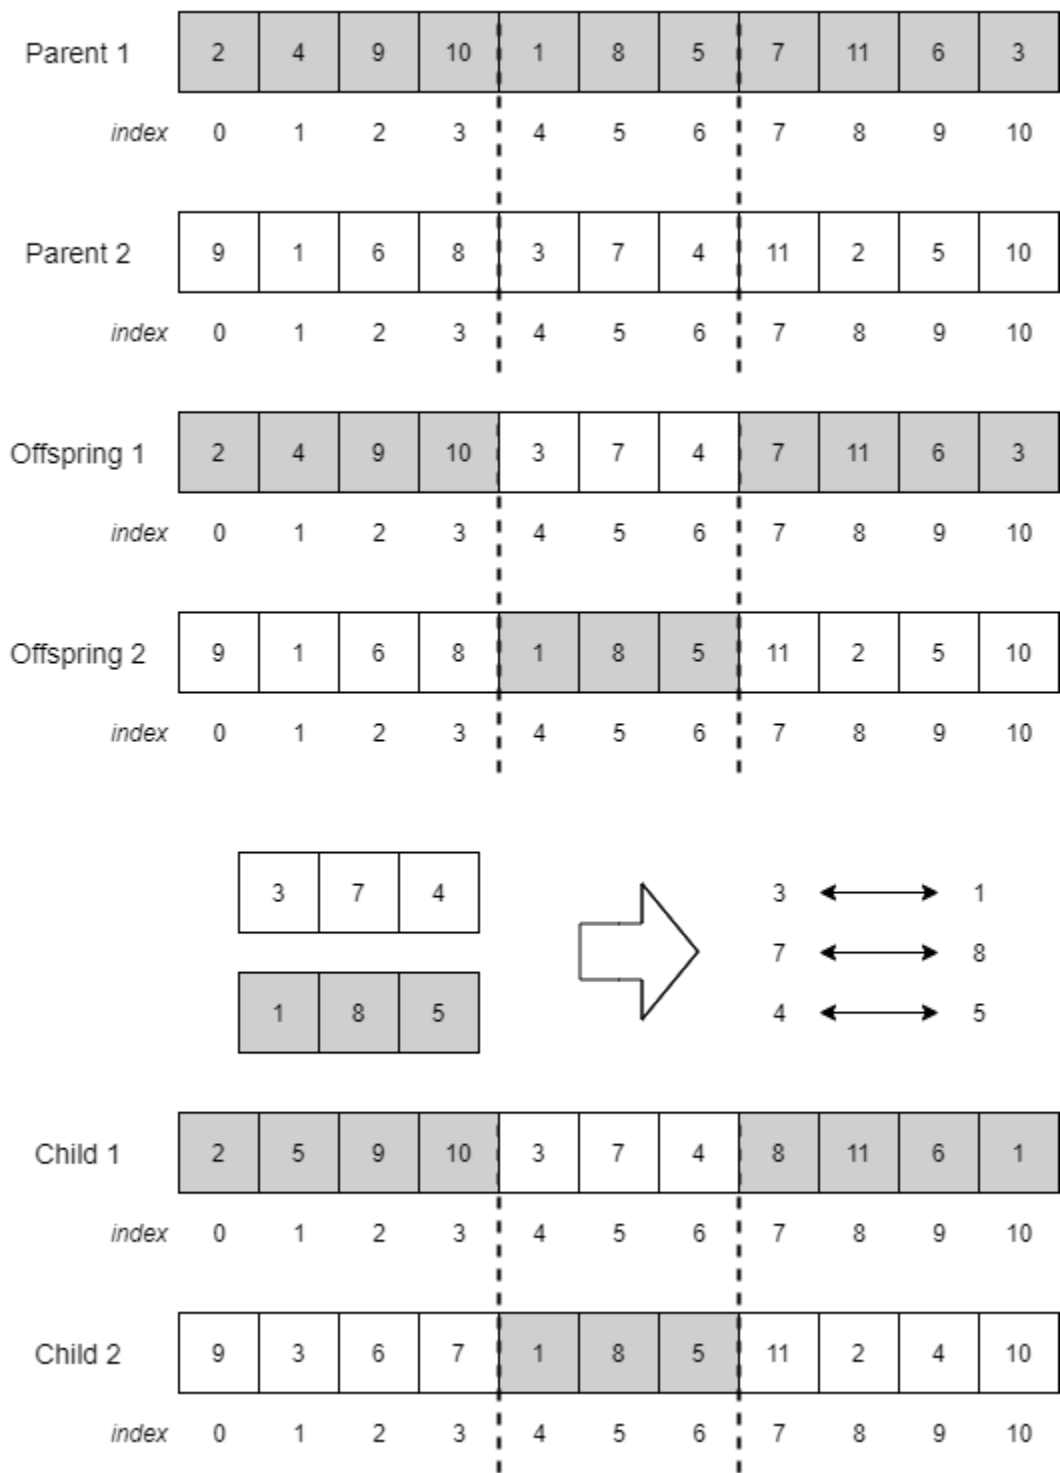 Parent 1 2 4 9 10 1 8 5 7 11 6 3
index 0 1 2 3 4 5 6 7 8 9 10
Parent 2 9 1 6 8 3 7 4 11 2 5 10
index 0 1 2 3 4 5 6 7 8 9 10
Offspring 1 2 4 9 10 3 7 4 7 11 6 3
index 0 1 2 3 4 5 6 7 8 9 10
Offspring 2 9 1 6 8 1 8 5 11 2 5 10
index 0 1 2 3 4 5 6 7 8 9 10
3 7 4
1 8 5
3 1
7 8
4 5
Child 1 2 5 9 10 3 7 4 8 11 6 1
index 0 1 2 3 4 5 6 7 8 9 10
Child 2 9 3 6 7 1 8 5 11 2 4 10
index 0 1 2 3 4 5 6 7 8 9 10